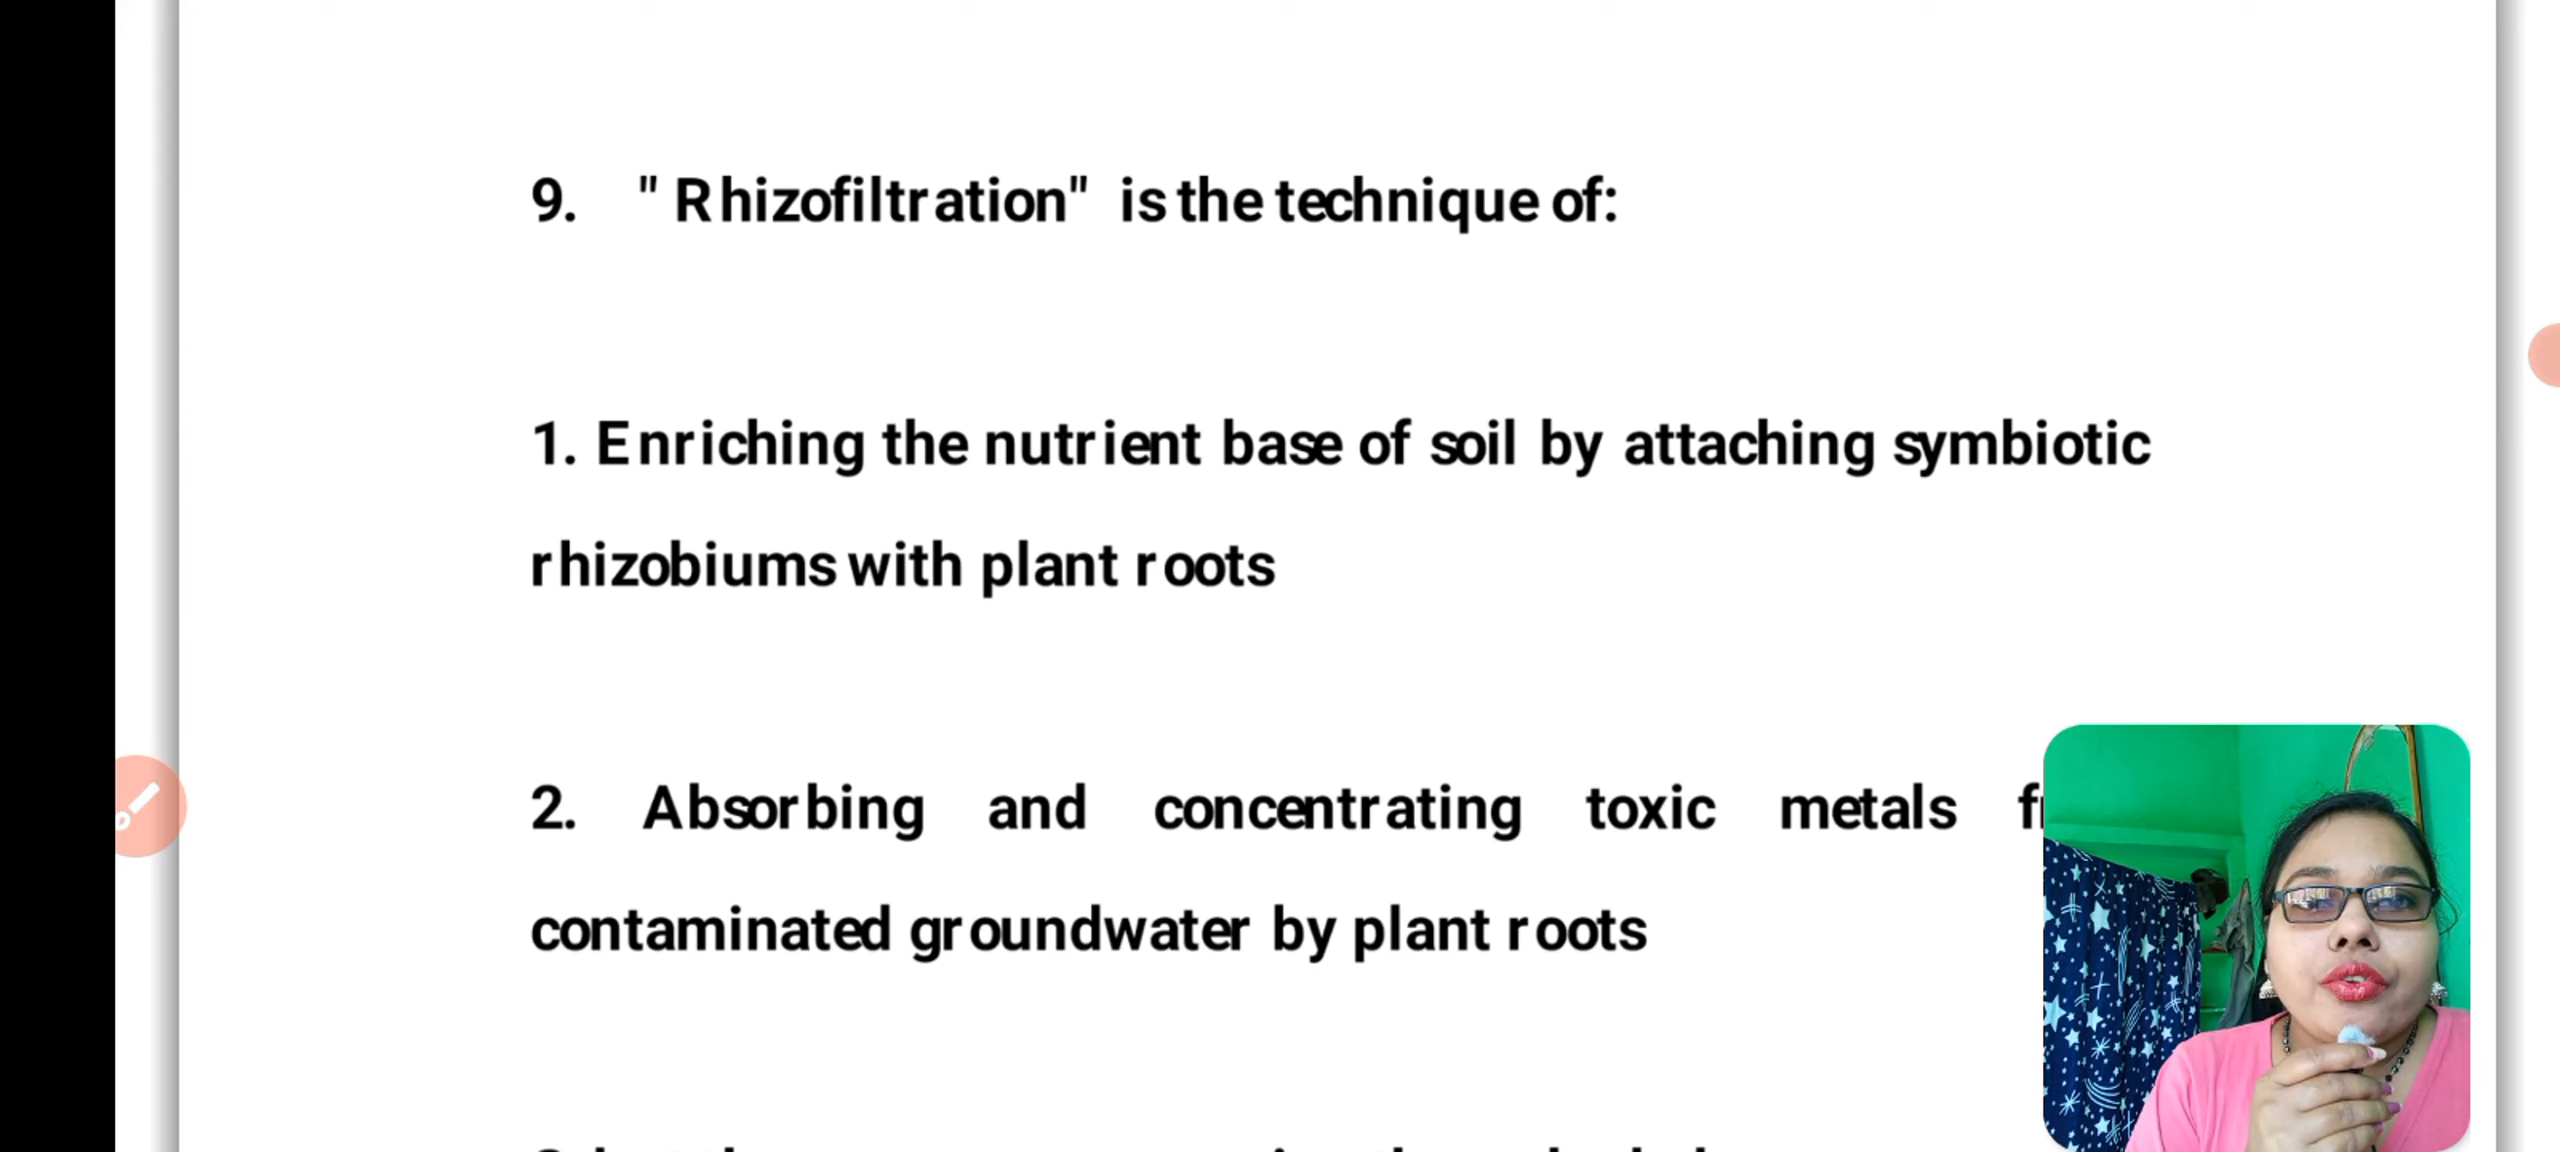 9. "Rhizofiltration" is the technique of:
1. Enriching the nutrient base of soil by attaching symbiotic
rhizobiums with plant roots
2. Absorbing and concentrating toxic metals
contaminated groundwater by plant roots